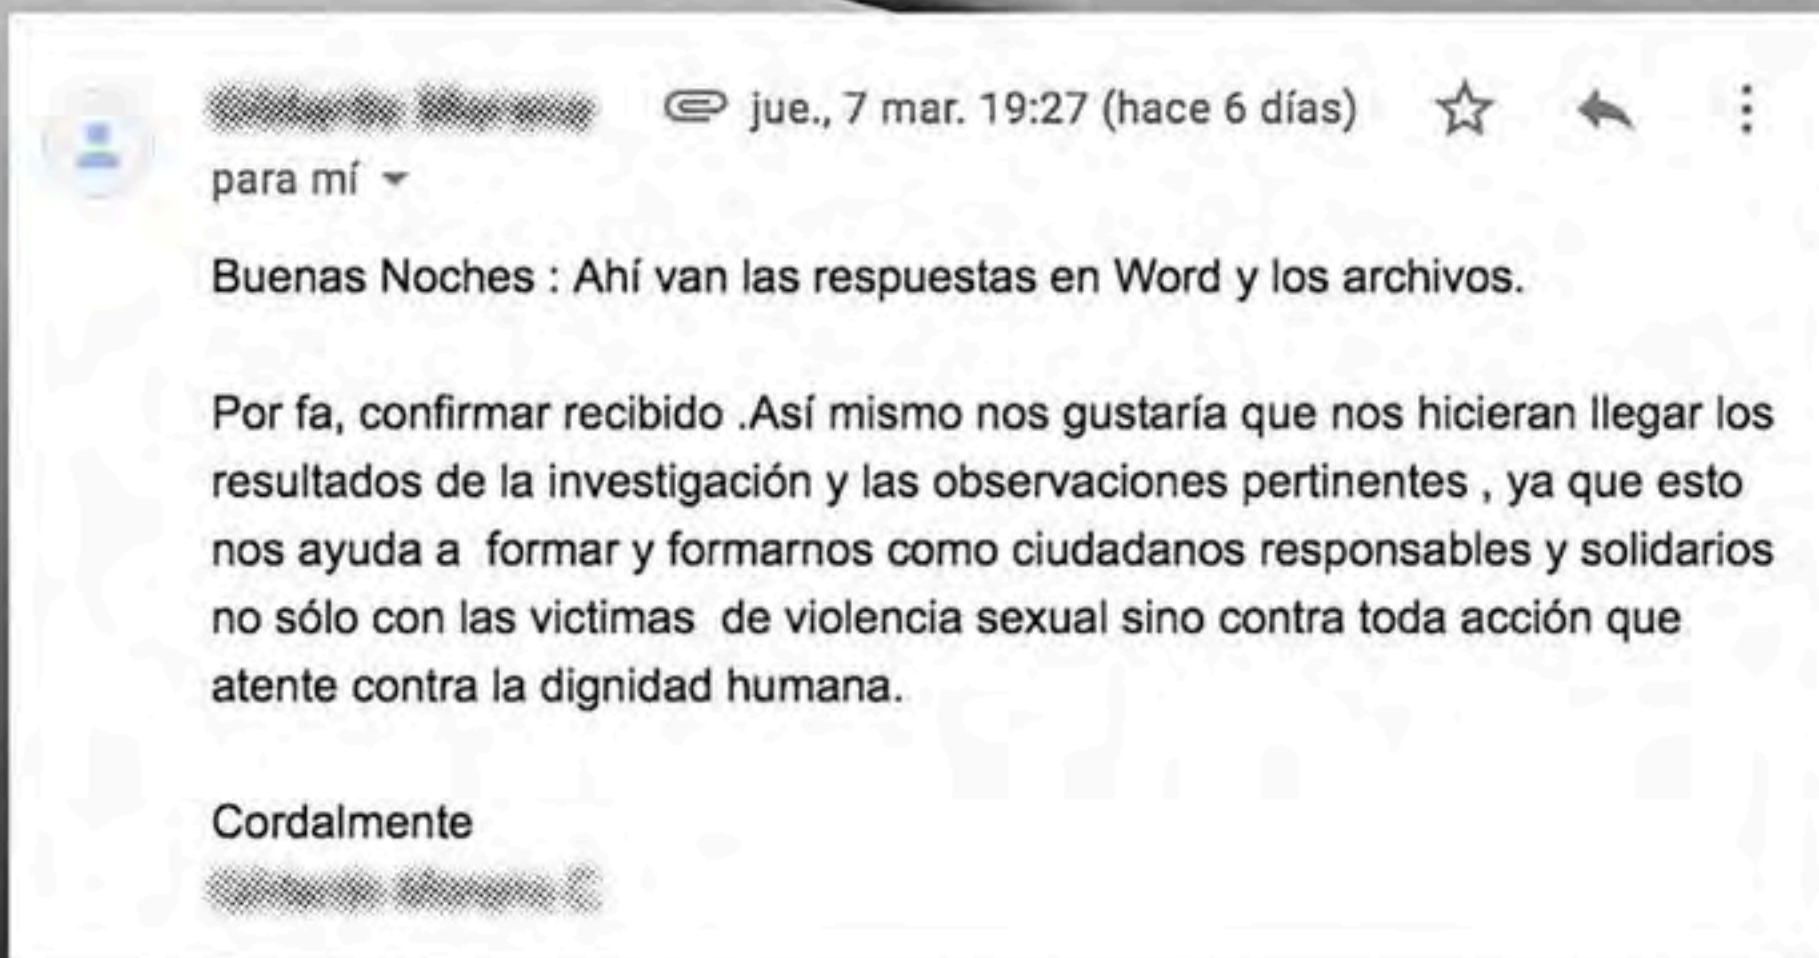 jue., 7 mar. 19:27 (hace 6 días)
para mí
Buenas Noches : Ahí van las respuestas en Word y los archivos.
Por fa, confirmar recibido .Así mismo nos gustaría que nos hicieran llegar los
resultados de la investigación y las observaciones pertinentes , ya que esto
nos ayuda a  formar y formarnos como ciudadanos responsables y solidarios
no sólo con las victimas  de violencia sexual sino contra toda acción que
atente contra la dignidad humana.
Cordalmente